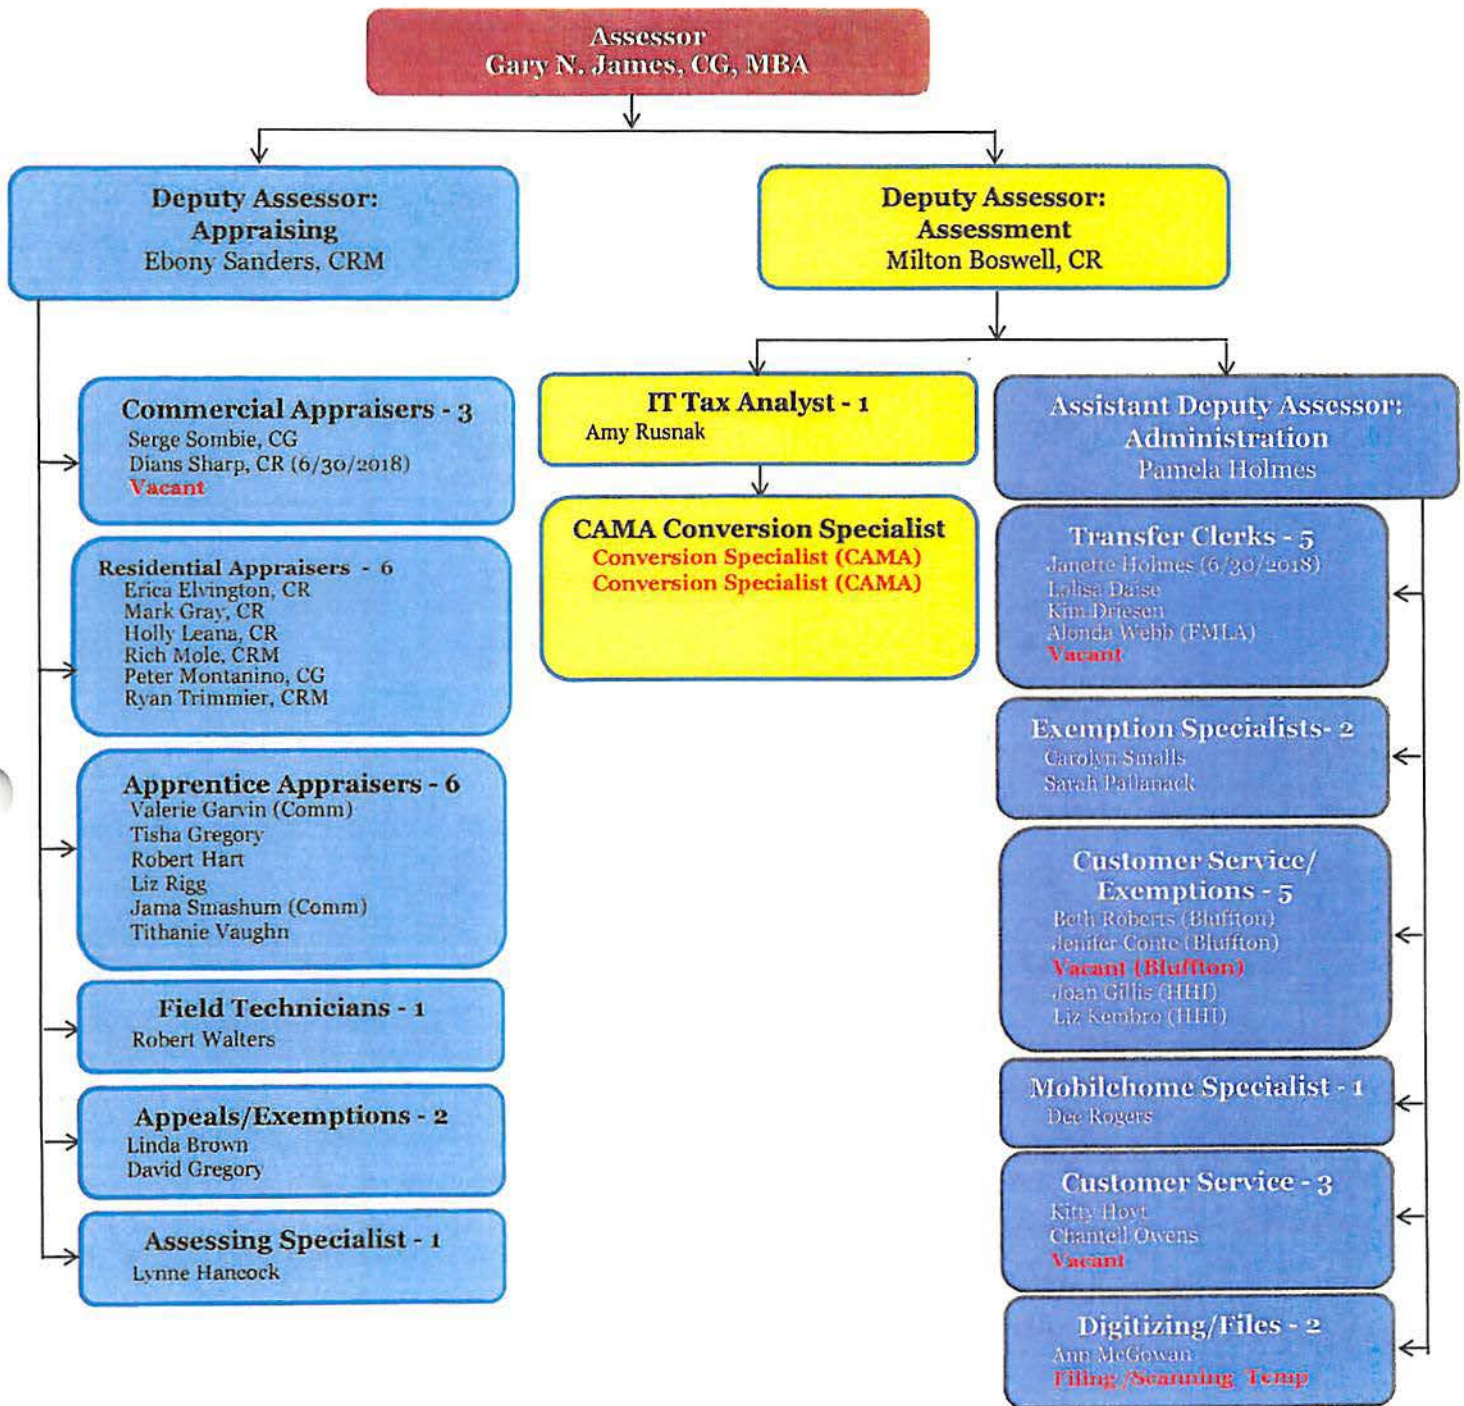 Assessor
Gary N. James, CG, MBA
Deputy Assessor:
Appraising
Ebony Sanders, CRM
Deputy Assessor:
Assessment
Milton Boswell, CR
Commercial Appraisers - 3
Serge Sombie, CG
Dians Sharp, CR (6/30/2018)
Vacant
Residential Appraisers - 6
Erica Elvington, CR
Mark Gray, CR
Holly Leana, CR
Rich Mole, CRM
Peter Montanino, CG
Ryan Trimmier, CRM
Apprentice Appraisers - 6
Valerie Garvin (Comm)
Tisha Gregory
Robert Hart
Liz Rigg
Jama Smashum (Comm)
Tithanie Vaughn
Field Technicians - 1
Robert Walters
Appeals/Exemptions - 2
Linda Brown
David Gregory
Assessing Specialist - 1
Lynne Hancock
IT Tax Analyst - 1
Amy Rusnak
CAMA Conversion Specialist
Conversion Specialist (CAMA)
Conversion Specialist (CAMA)
Assistant Deputy Assessor:
Administration
Pamela Holmes
Transfer Clerks - 5
Janette Holmes (6/30/2018)
Lolisa Daise
Kim Driesen
Alonda Webb (FMLA)
Vacant
Exemption Specialists- 2
Carolyn Smalls
Sarah Patlanack
Customer Service/
Exemptions - 5
Beth Roberts (Bluffton)
Jenifer Conte (Bluffton)
Vacant (Bluffton)
Joan Gillis (HHI)
Liz Kembro (HHI)
Mobilehome Specialist - 1
Dee Rogers
Customer Service - 3
Kitty Hoyt
Chantell Owens
Vacant
Digitizing/Files - 2
Ann McGowan
Filing /Scanning Temp